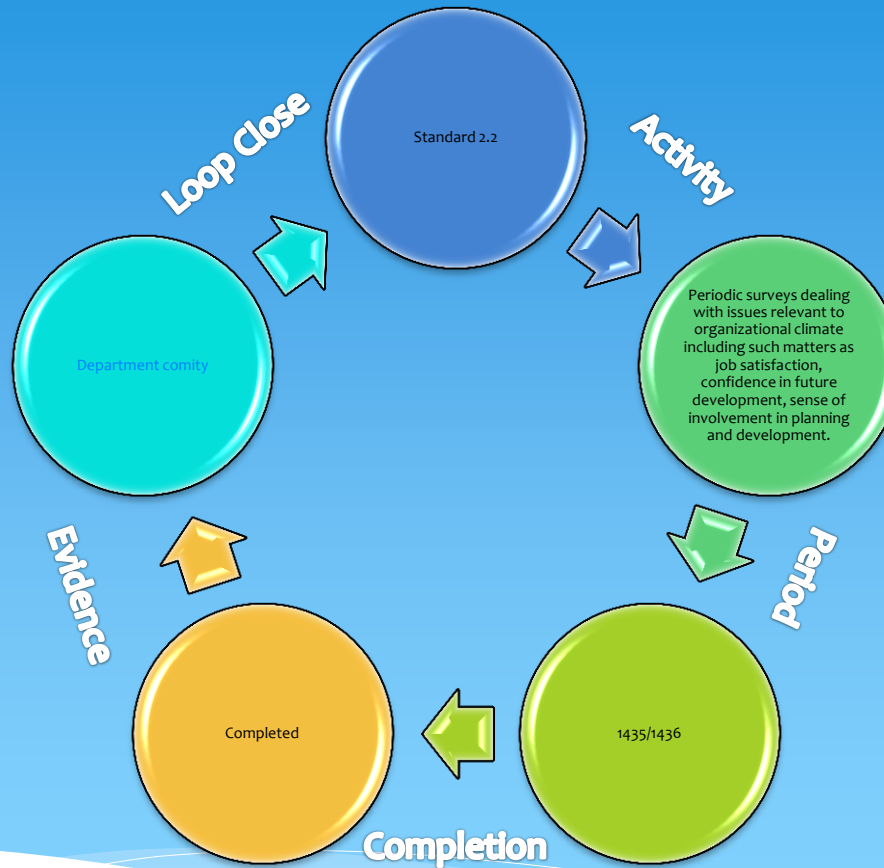 Standard 2.2
Activity
Periodic surveys dealing
with issues relevant to
organizational climate
including such matters as
job satisfaction,
confidence in future
development, sense of
involvement in planning
and development.
Period
1435/1436
Completion
Completed
Evidence
Department comity
Loop Close